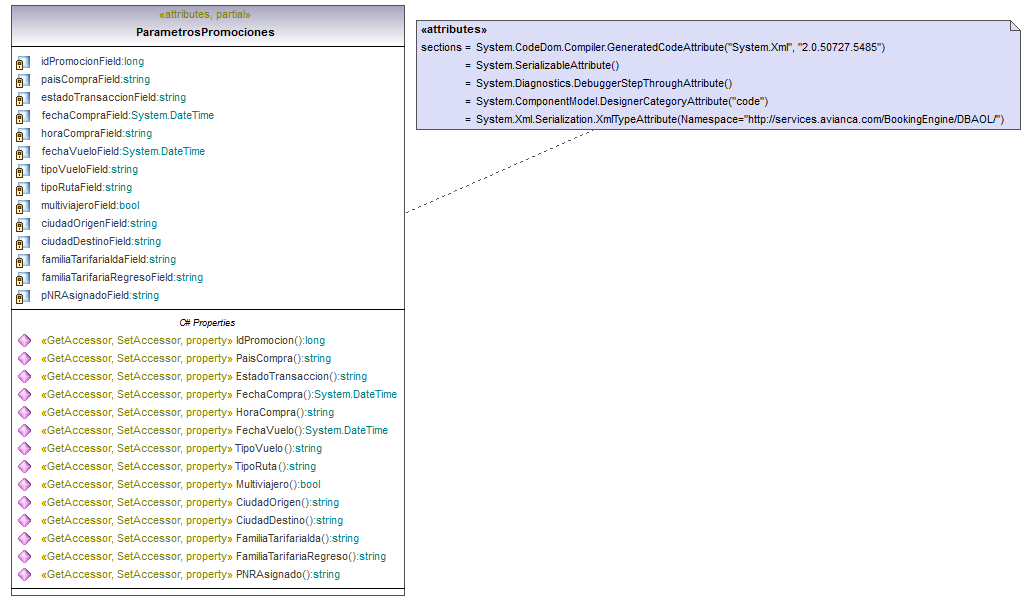 «attributes, partial»
ParametrosPromociones
idPromocionField:long
paisCompraField:string
estadoTransaccionField:string
fechaCompraField:System.DateTime
horaCompraField:string
fechaVueloField:System.DateTime
tipoVueloField:string
tipoRutaField:string
multiviajeroField:bool
ciudadOrigenField:string
ciudadDestinoField:string
familiaTarifariaIdaField:string
familiaTarifariaRegresoField:string
pNRAsignadoField:string
C# Properties
«GetAccessor, SetAccessor, property» IdPromocion():long
«GetAccessor, SetAccessor, property» PaisCompra():string
«GetAccessor, SetAccessor, property» EstadoTransaccion():string
«GetAccessor, SetAccessor, property» FechaCompra():System.DateTime
«GetAccessor, SetAccessor, property» HoraCompra():string
«GetAccessor, SetAccessor, property» FechaVuelo():System.DateTime
«GetAccessor, SetAccessor, property» TipoVuelo():string
«GetAccessor, SetAccessor, property» TipoRuta():string
«GetAccessor, SetAccessor, property» Multiviajero():bool
«GetAccessor, SetAccessor, property» CiudadOrigen():string
«GetAccessor, SetAccessor, property» CiudadDestino():string
«GetAccessor, SetAccessor, property» FamiliaTarifariaIda():string
«GetAccessor, SetAccessor, property» FamiliaTarifariaRegreso():string
«GetAccessor, SetAccessor, property» PNRAsignado():string
«attributes»
sections = System.CodeDom.Compiler.GeneratedCodeAttribute("System.Xml", "2.0.50727.5485")
= System.SerializableAttribute()
= System.Diagnostics.DebuggerStepThroughAttribute()
= System.ComponentModel.DesignerCategoryAttribute("code")
= System.Xml.Serialization.XmlTypeAttribute(Namespace="http://services.avianca.com/BookingEngine/DBAOL/")